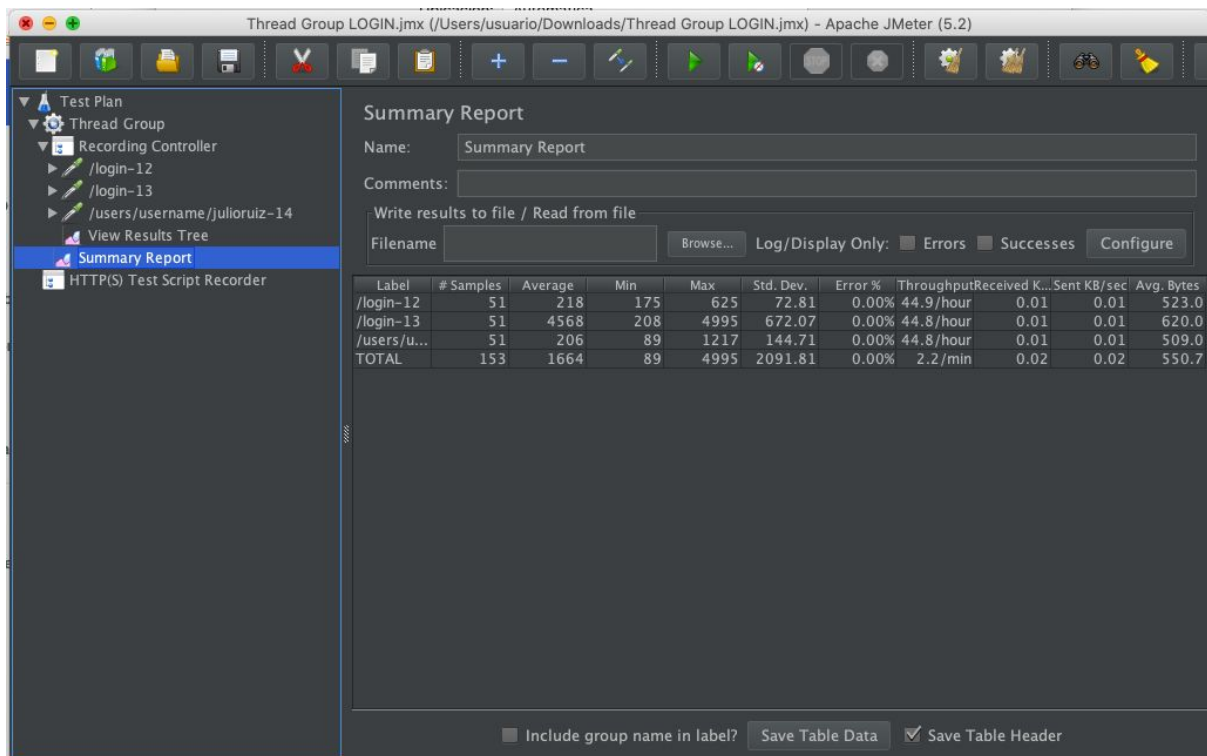 Thread Group LOGIN.jmx (/Users/usuario/Downloads/Thread Group LOGIN.jmx) - Apache JMeter (5.2)
Test Plan
Thread Group
Recording Controller
/login-12
/login-13
/users/username/julioruiz-14
View Results Tree
Summary Report
HTTP(S) Test Script Recorder
Summary Report
Name: Summary Report
Comments:
Write results to file / Read from file
Filename Browse... Log/Display Only: Errors Successes Configure
Label # Samples Average Min Max Std. Dev. Error % Throughput Received K... Sent KB/sec Avg. Bytes
/login-12 51 218 175 625 72.81 0.00% 44.9/hour 0.01 0.01 523.0
/login-13 51 4568 208 4995 672.07 0.00% 44.8/hour 0.01 0.01 620.0
/users/u... 51 206 89 1217 144.71 0.00% 44.8/hour 0.01 0.01 509.0
TOTAL 153 1664 89 4995 2091.81 0.00% 2.2/min 0.02 0.02 550.7
Include group name in label? Save Table Data Save Table Header